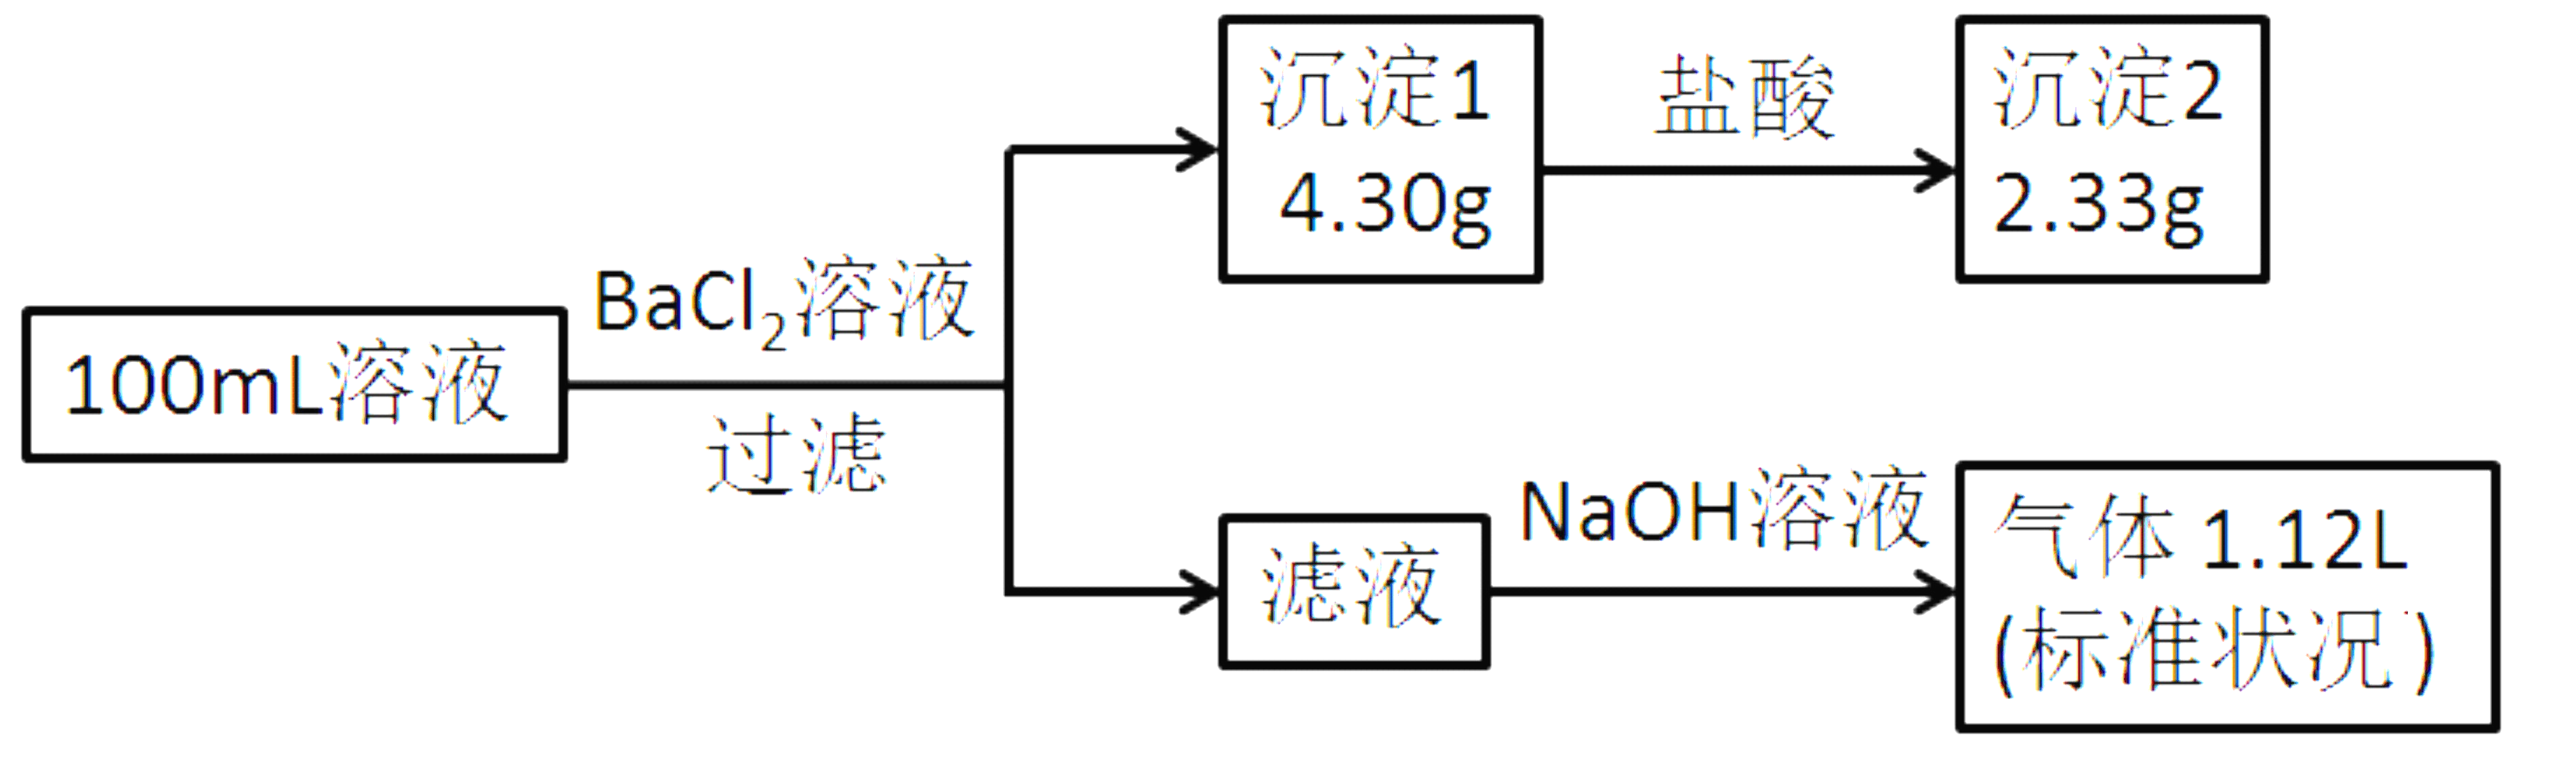 100mL溶液
BaCl₂溶液
过滤
沉淀1
4.30g
盐酸
沉淀2
2.33g
滤液
NaOH溶液
气体 1.12L
(标准状况)